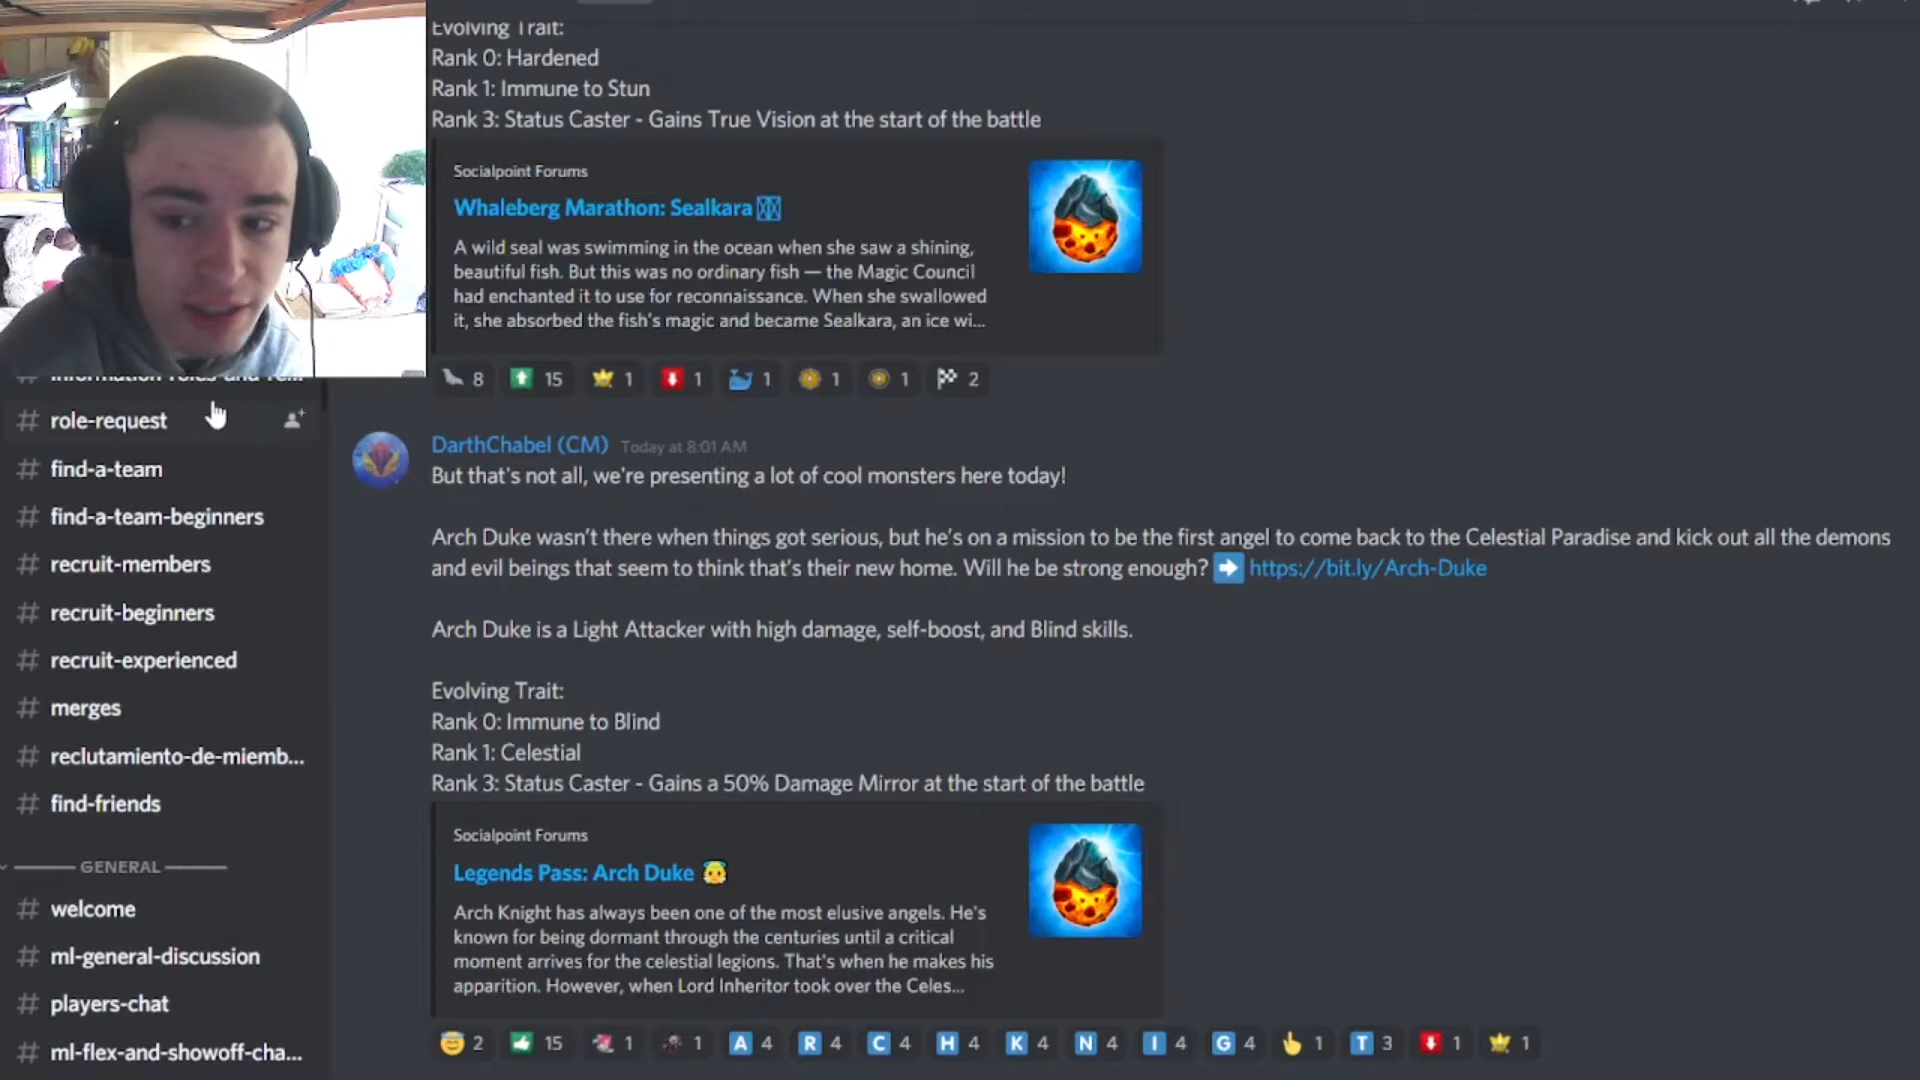 Evolving Trait:
Rank 0: Hardened
Rank 1: Immune to Stun
Rank 3: Status Caster - Gains True Vision at the start of the battle
Socialpoint Forums
Whaleberg Marathon: Sealkara
A wild seal was swimming in the ocean when she saw a shining,
beautiful fish. But this was no ordinary fish — the Magic Council
had enchanted it to use for reconnaissance. When she swallowed
it, she absorbed the fish's magic and became Sealkara, an ice wi...
8 15 1 1 1 1 1 2
# role-request
# find-a-team
# find-a-team-beginners
# recruit-members
# recruit-beginners
# recruit-experienced
# merges
# reclutamiento-de-miemb...
# find-friends
GENERAL
# welcome
# ml-general-discussion
# players-chat
# ml-flex-and-showoff-cha...
DarthChabel (CM) Today at 8:01 AM
But that's not all, we're presenting a lot of cool monsters here today!
Arch Duke wasn't there when things got serious, but he's on a mission to be the first angel to come back to the Celestial Paradise and kick out all the demons
and evil beings that seem to think that's their new home. Will he be strong enough? ➡ https://bit.ly/Arch-Duke
Arch Duke is a Light Attacker with high damage, self-boost, and Blind skills.
Evolving Trait:
Rank 0: Immune to Blind
Rank 1: Celestial
Rank 3: Status Caster - Gains a 50% Damage Mirror at the start of the battle
Socialpoint Forums
Legends Pass: Arch Duke 😇
Arch Knight has always been one of the most elusive angels. He's
known for being dormant through the centuries until a critical
moment arrives for the celestial legions. That's when he makes his
apparition. However, when Lord Inheritor took over the Celes...
2 15 1 1 A 4 R 4 C 4 H 4 K 4 N 4 I 4 G 4 1 T 3 1 1